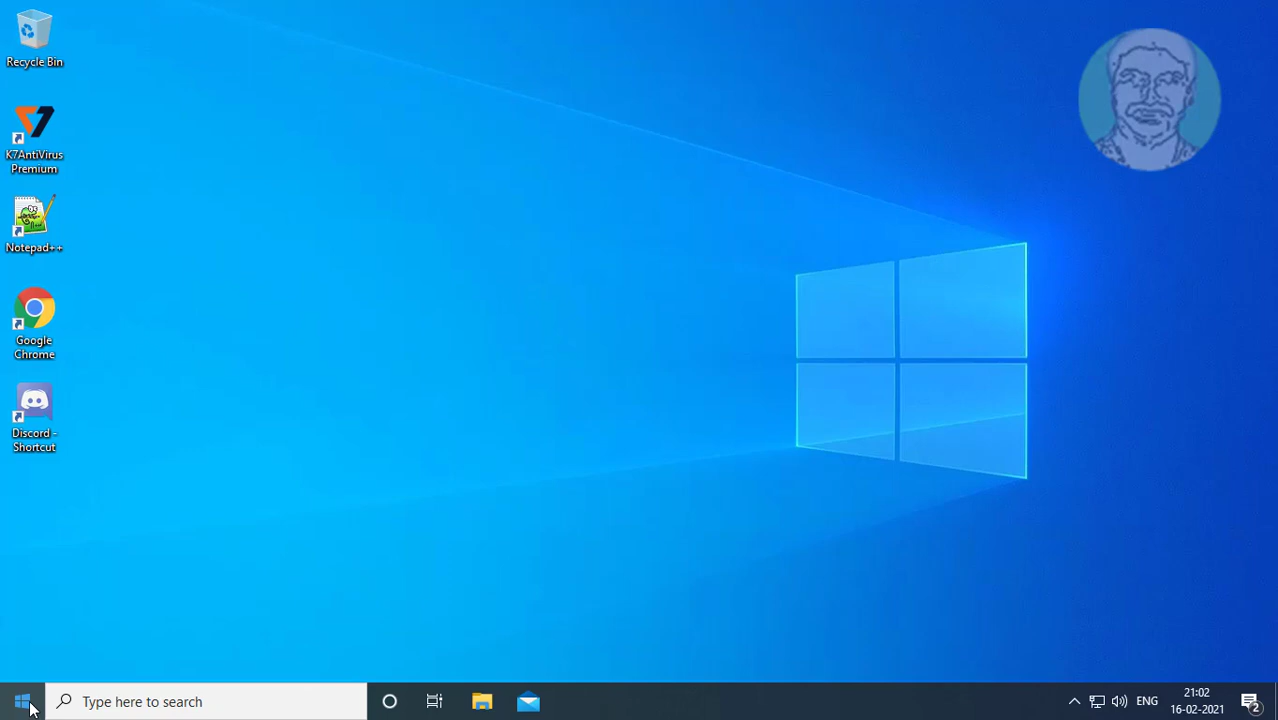 Recycle Bin
K7AntiVirus
Premium
Notepad++
Google
Chrome
Discord -
Shortcut
Type here to search
ENG
21:02
16-02-2021
2